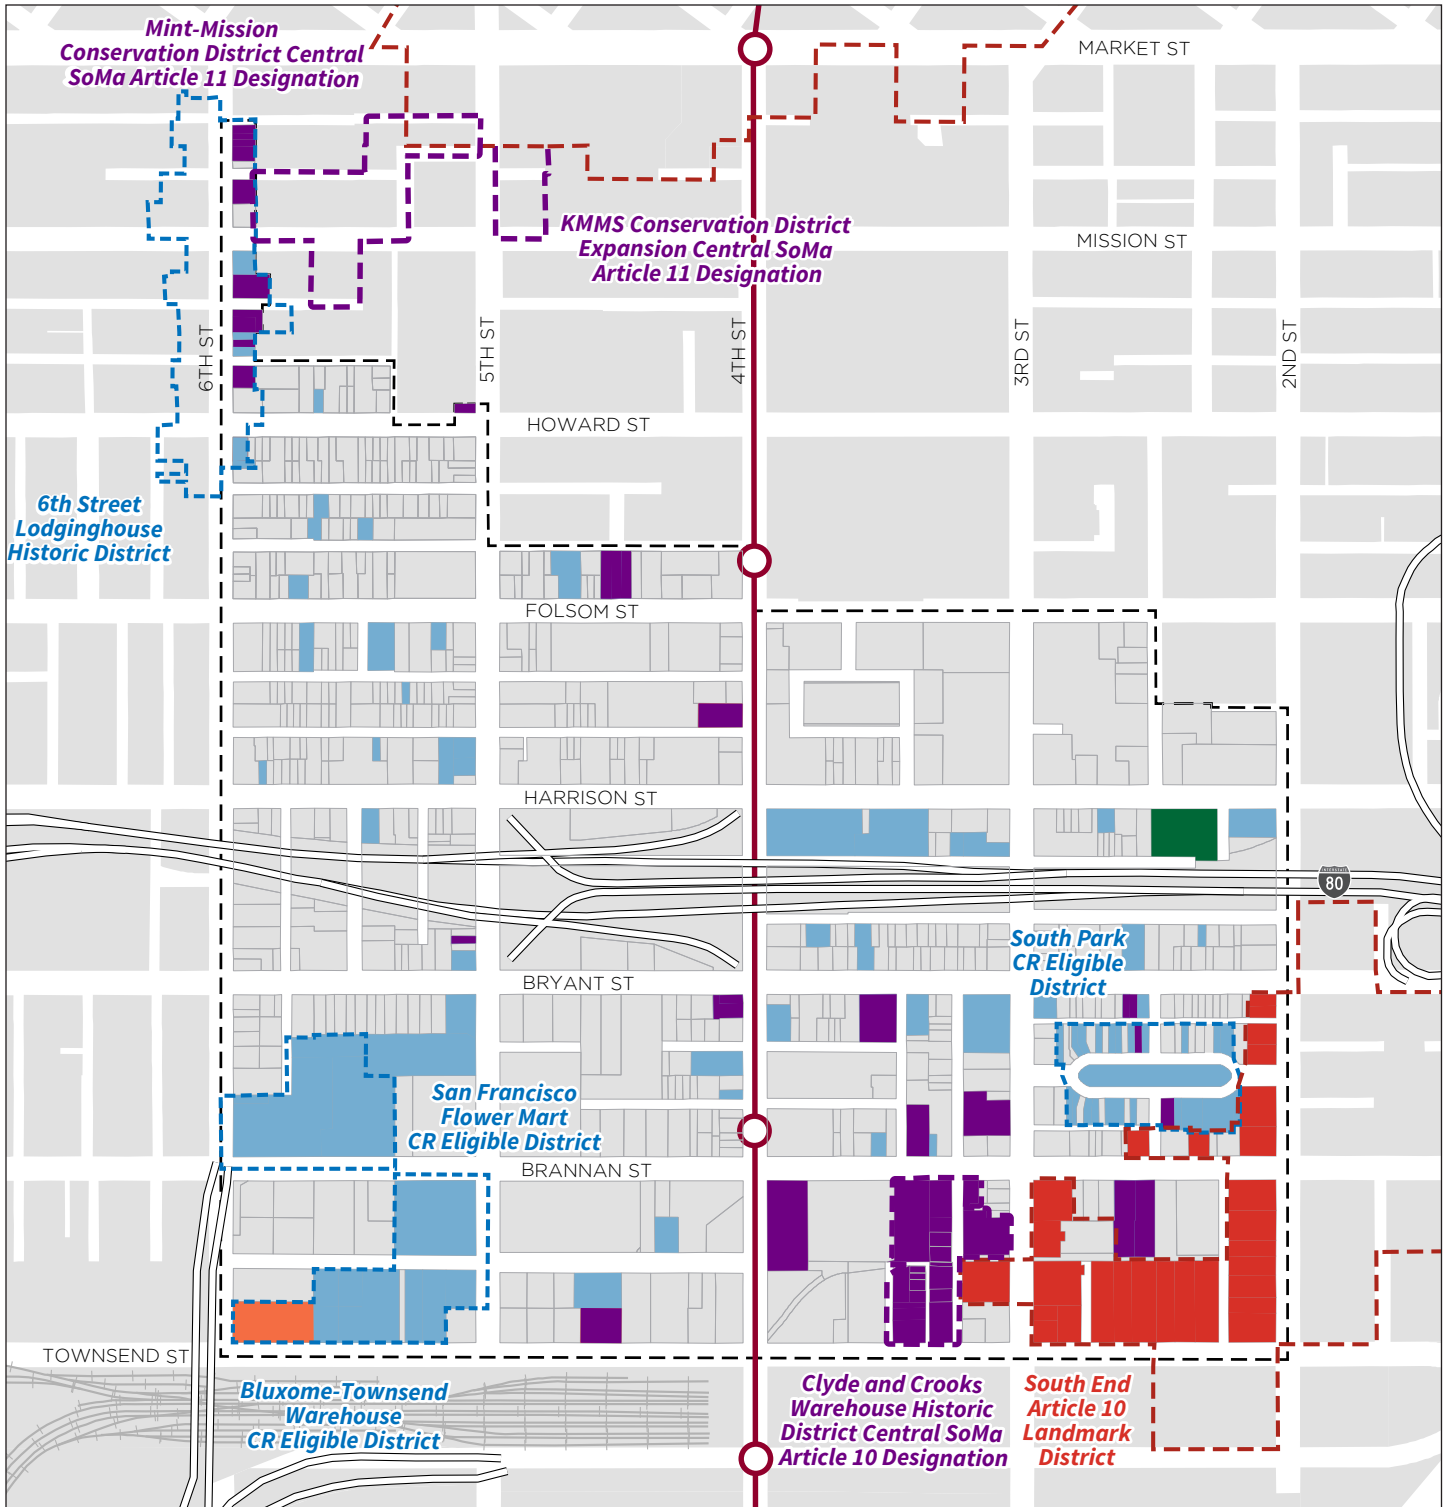 Mint-Mission
Conservation District Central
SoMa Article 11 Designation
MARKET ST
KMMS Conservation District
Expansion Central SoMa
Article 11 Designation
MISSION ST
6TH ST
5TH ST
4TH ST
3RD ST
2ND ST
HOWARD ST
6th Street
Lodginghouse
Historic District
FOLSOM ST
HARRISON ST
80
South Park
CR Eligible
District
BRYANT ST
San Francisco
Flower Mart
CR Eligible District
BRANNAN ST
TOWNSEND ST
Bluxome-Townsend
Warehouse
CR Eligible District
Clyde and Crooks
Warehouse Historic
District Central SoMa
Article 10 Designation
South End
Article 10
Landmark
District